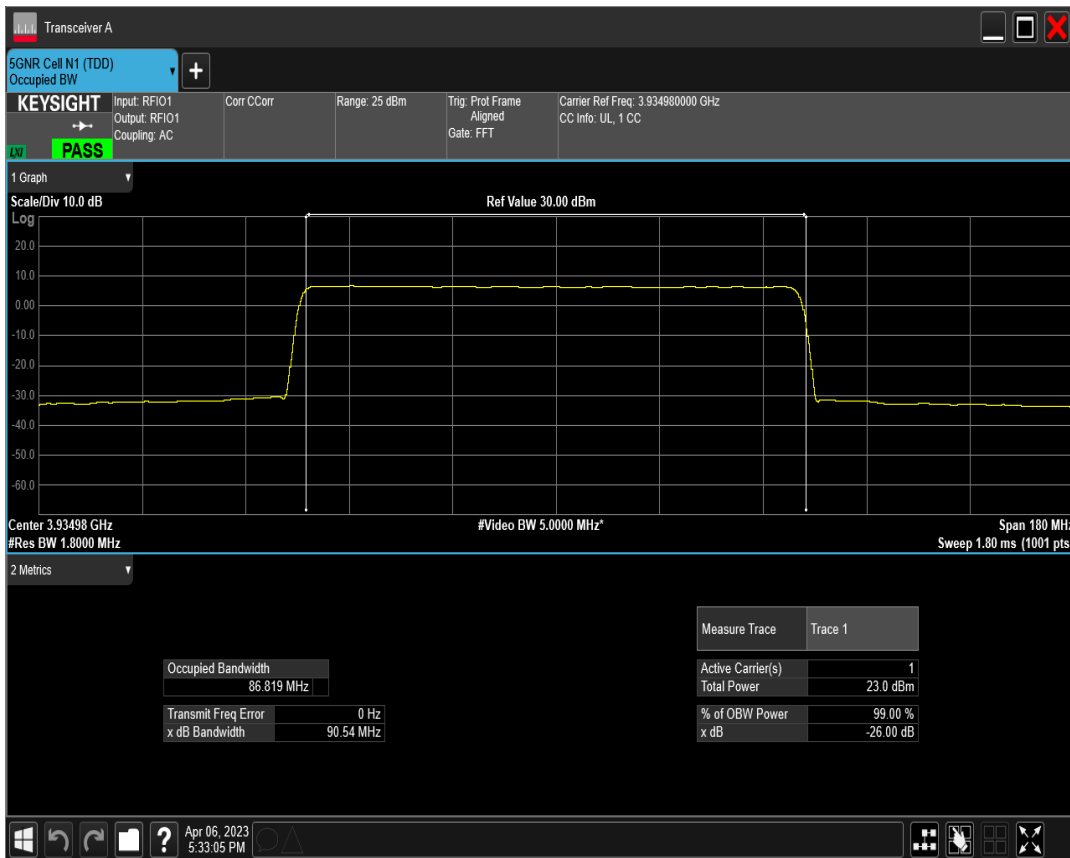 Transceiver A
5GNR Cell N1 (TDD)
Occupied BW
+
KEYSIGHT
LXI
PASS
Input: RFIO1
Output: RFIO1
Coupling: AC
Corr CCorr
Range: 25 dBm
Trig: Prot Frame
Aligned
Gate: FFT
Carrier Ref Freq: 3.934980000 GHz
CC Info: UL, 1 CC
1 Graph
Scale/Div 10.0 dB
Ref Value 30.00 dBm
Log
20.0
10.0
0.00
-10.0
-20.0
-30.0
-40.0
-50.0
-60.0
Center 3.93498 GHz
#Video BW 5.0000 MHz*
Span 180 MHz
#Res BW 1.8000 MHz
Sweep 1.80 ms (1001 pts
2 Metrics
Measure Trace Trace 1
Occupied Bandwidth
86.819 MHz
Active Carrier(s) 1
Total Power 23.0 dBm
Transmit Freq Error 0 Hz
x dB Bandwidth 90.54 MHz
% of OBW Power 99.00 %
x dB -26.00 dB
?
Apr 06, 2023
5:33:05 PM